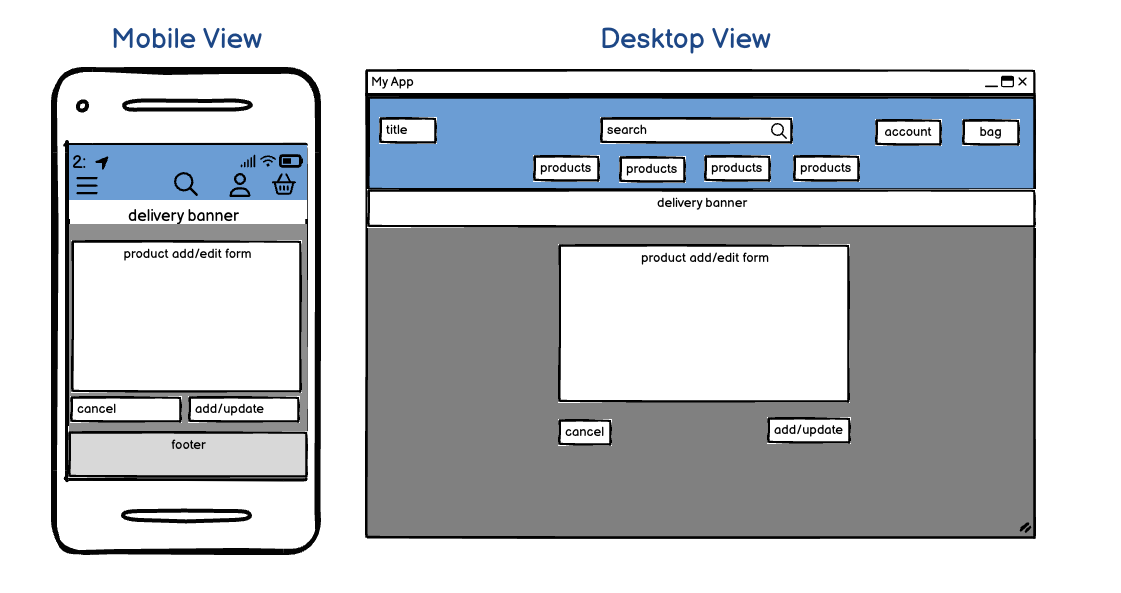 Mobile View
2:
delivery banner
product add/edit form
cancel add/update
footer
Desktop View
My App
title search account bag
products products products products
delivery banner
product add/edit form
cancel add/update